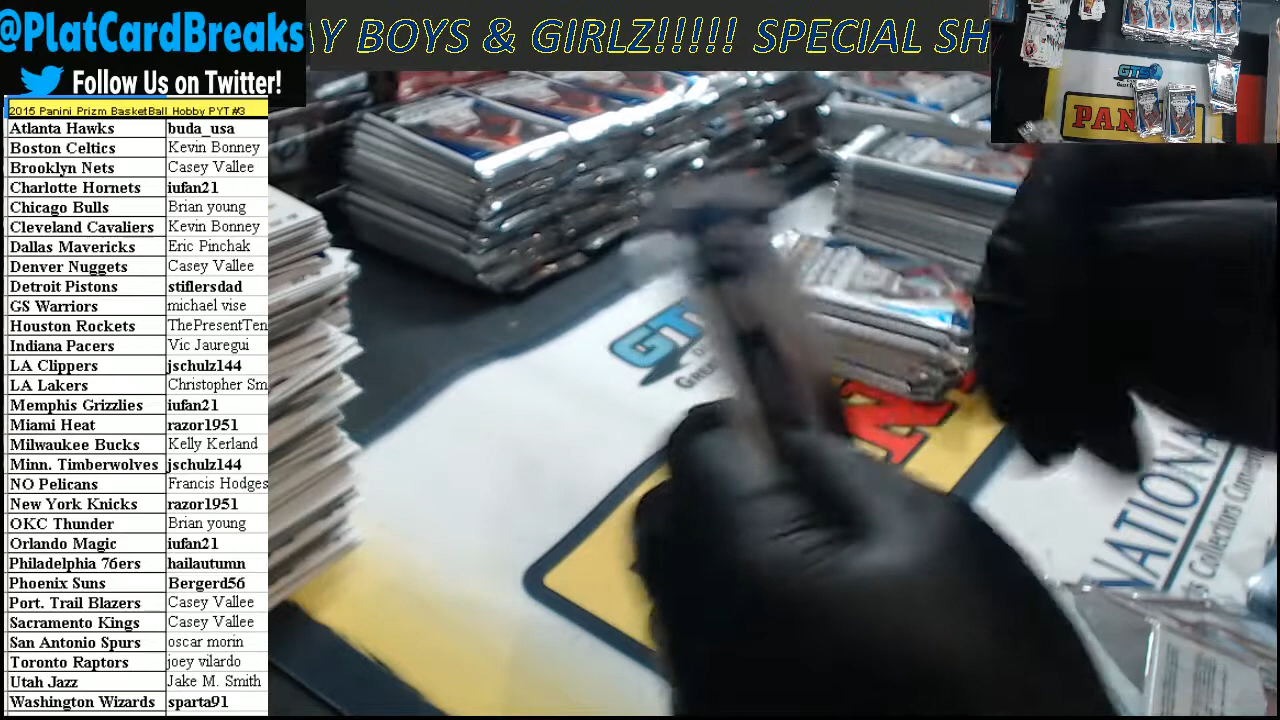 @PlatCardBreaks
Follow Us on Twitter!
AY BOYS & GIRLZ!!!!! SPECIAL SH
2015 Panini Prizm BasketBall Hobby PYT #3
Atlanta Hawks buda_usa
Boston Celtics Kevin Bonney
Brooklyn Nets Casey Vallee
Charlotte Hornets iufan21
Chicago Bulls Brian young
Cleveland Cavaliers Kevin Bonney
Dallas Mavericks Eric Pinchak
Denver Nuggets Casey Vallee
Detroit Pistons stiflersdad
GS Warriors michael vise
Houston Rockets ThePresentTen
Indiana Pacers Vic Jauregui
LA Clippers jschulz144
LA Lakers Christopher Sm
Memphis Grizzlies iufan21
Miami Heat razor1951
Milwaukee Bucks Kelly Kerland
Minn. Timberwolves jschulz144
NO Pelicans Francis Hodges
New York Knicks razor1951
OKC Thunder Brian young
Orlando Magic iufan21
Philadelphia 76ers hailautumn
Phoenix Suns Bergerd56
Port. Trail Blazers Casey Vallee
Sacramento Kings Casey Vallee
San Antonio Spurs oscar morin
Toronto Raptors joey vilardo
Utah Jazz Jake M. Smith
Washington Wizards sparta91
GTS
PAN
GT
NATIONA
Collectors